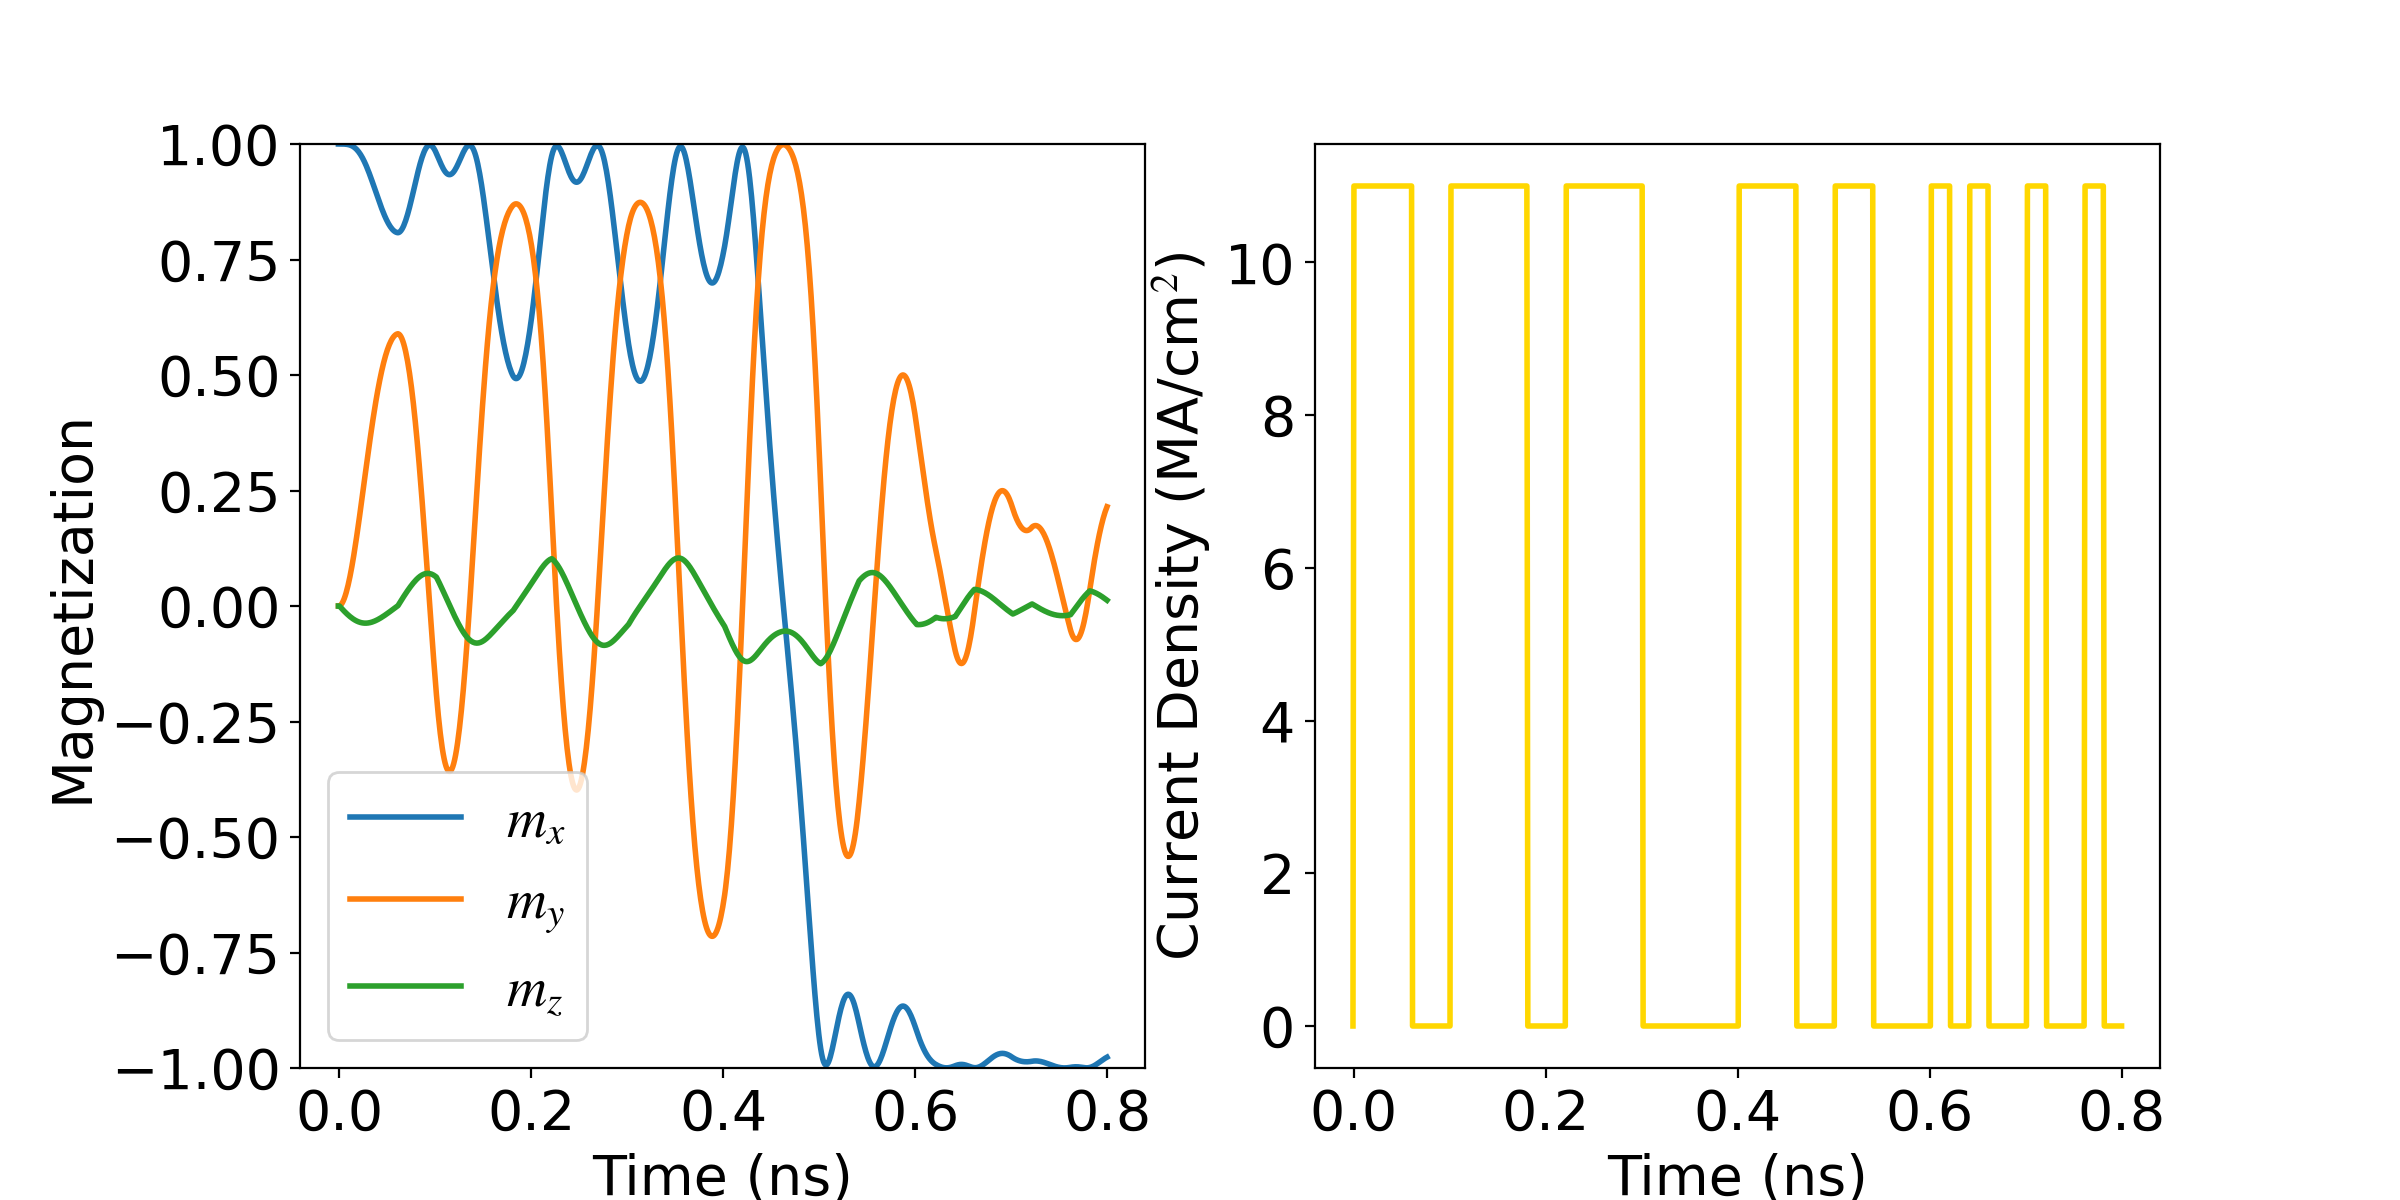 Magnetization
1.00
0.75
0.50
0.25
0.00
−0.25
−0.50
−0.75
−1.00
m_x
m_y
m_z
0.0 0.2 0.4 0.6 0.8
Time (ns)
Current Density (MA/cm²)
10
8
6
4
2
0
0.0 0.2 0.4 0.6 0.8
Time (ns)